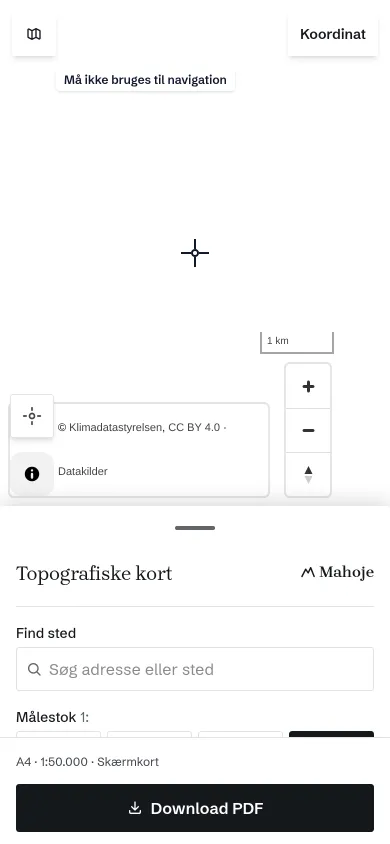 Koordinat
Må ikke bruges til navigation
1 km
© Klimadatastyrelsen, CC BY 4.0 ·
Datakilder
Topografiske kort
Mahoje
Find sted
Søg adresse eller sted
Målestok 1:
A4 · 1:50.000 · Skærmkort
Download PDF